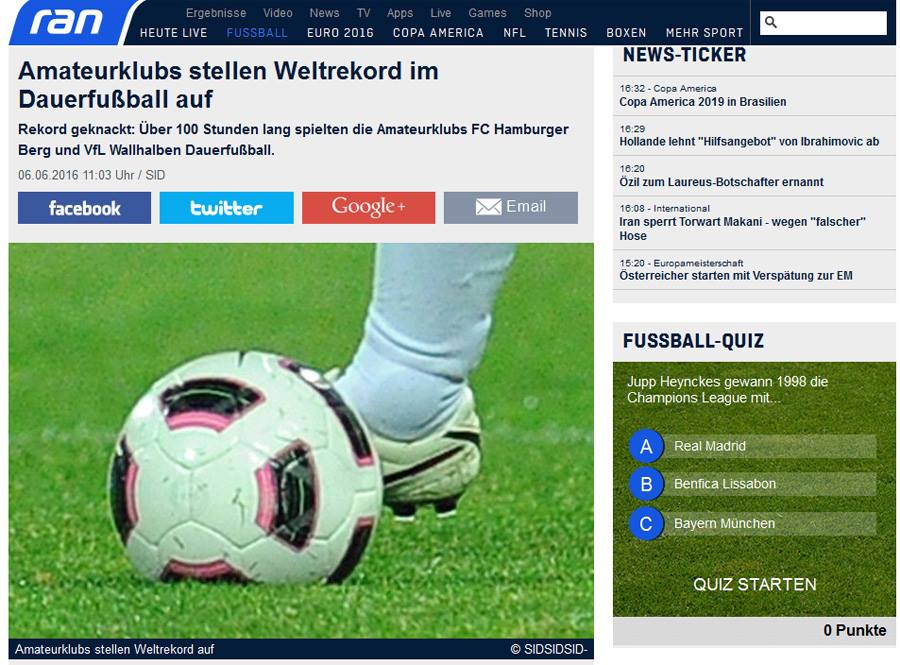 ran
Ergebnisse Video News TV Apps Live Games Shop
HEUTE LIVE FUSSBALL EURO 2016 COPA AMERICA NFL TENNIS BOXEN MEHR SPORT
Amateurklubs stellen Weltrekord im
Dauerfußball auf
Rekord geknackt: Über 100 Stunden lang spielten die Amateurklubs FC Hamburger
Berg und VfL Wallhalben Dauerfußball.
06.06.2016 11:03 Uhr / SID
facebook twitter Google+ Email
Amateurklubs stellen Weltrekord auf © SIDSIDSID-
NEWS-TICKER
16:32 - Copa America
Copa America 2019 in Brasilien
16:29
Hollande lehnt "Hilfsangebot" von Ibrahimovic ab
16:20
Özil zum Laureus-Botschafter ernannt
16:08 - International
Iran sperrt Torwart Makani - wegen "falscher"
Hose
15:20 - Europameisterschaft
Österreicher starten mit Verspätung zur EM
FUSSBALL-QUIZ
Jupp Heynckes gewann 1998 die
Champions League mit...
A Real Madrid
B Benfica Lissabon
C Bayern München
QUIZ STARTEN
0 Punkte